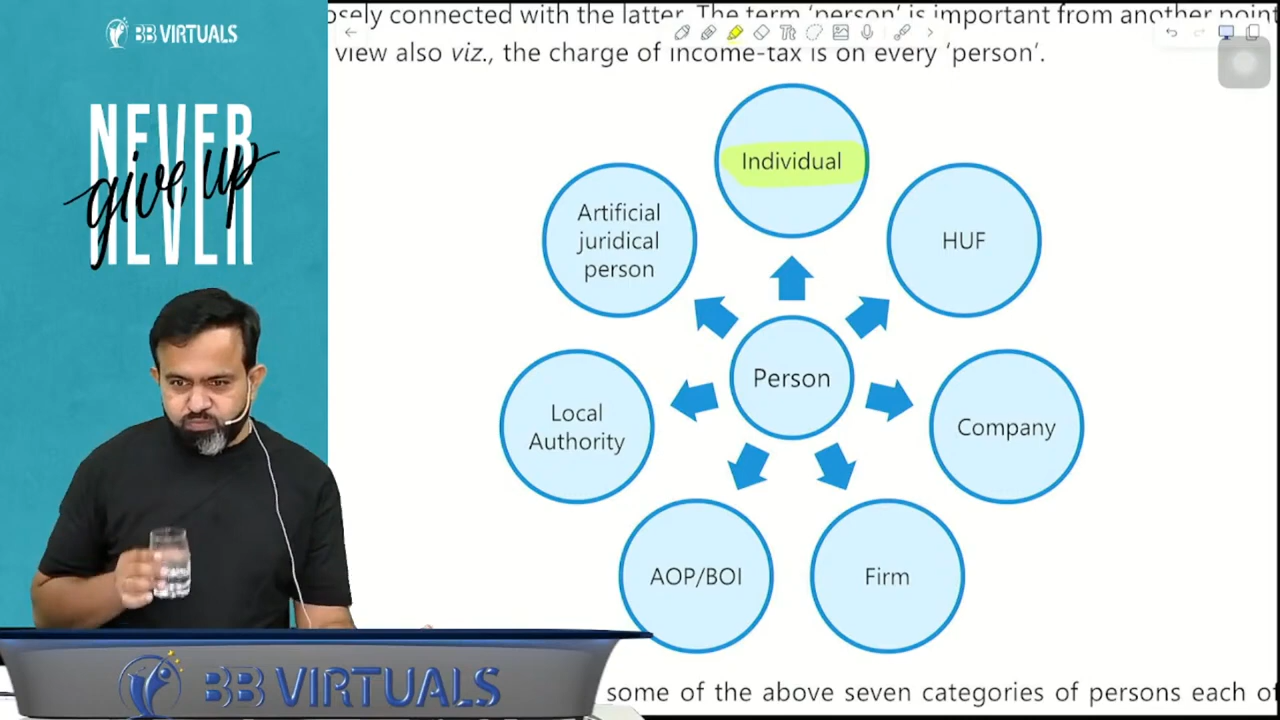 BB VIRTUALS
NEVER
give up
NEVER
osely connected with the latter. The term 'person' is important from another point
view also viz., the charge of income-tax is on every 'person'.
Individual
Artificial
juridical
person
HUF
Person
Local
Authority
Company
AOP/BOI
Firm
BB VIRTUALS
some of the above seven categories of persons each of